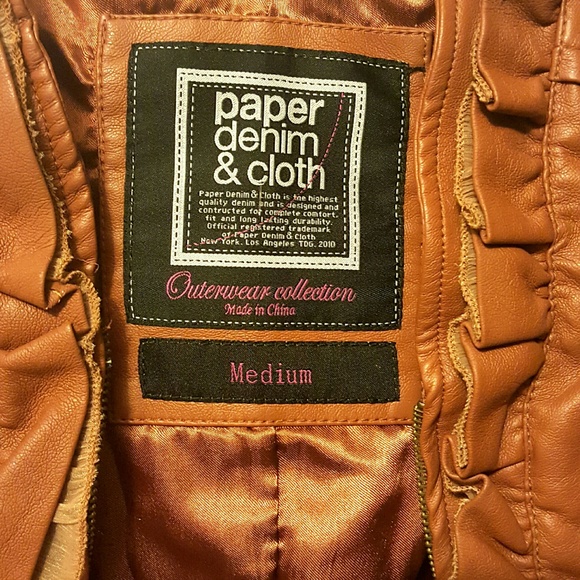 paper
denim
& cloth
Paper Denim & Cloth is the highest
quality denim and is designed and
contructed for complete comfort,
fit and long lasting durability.
Official registered trademark
of Paper Denim & Cloth
New York. Los Angeles TDG. 2010
Outerwear collection
Made in China
Medium